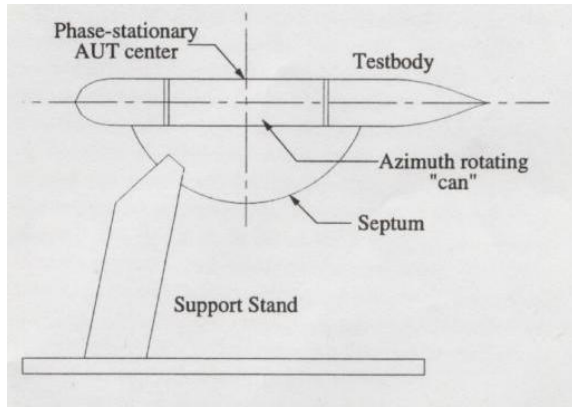 Phase-stationary
AUT center
Testbody
Azimuth rotating
"can"
Septum
Support Stand